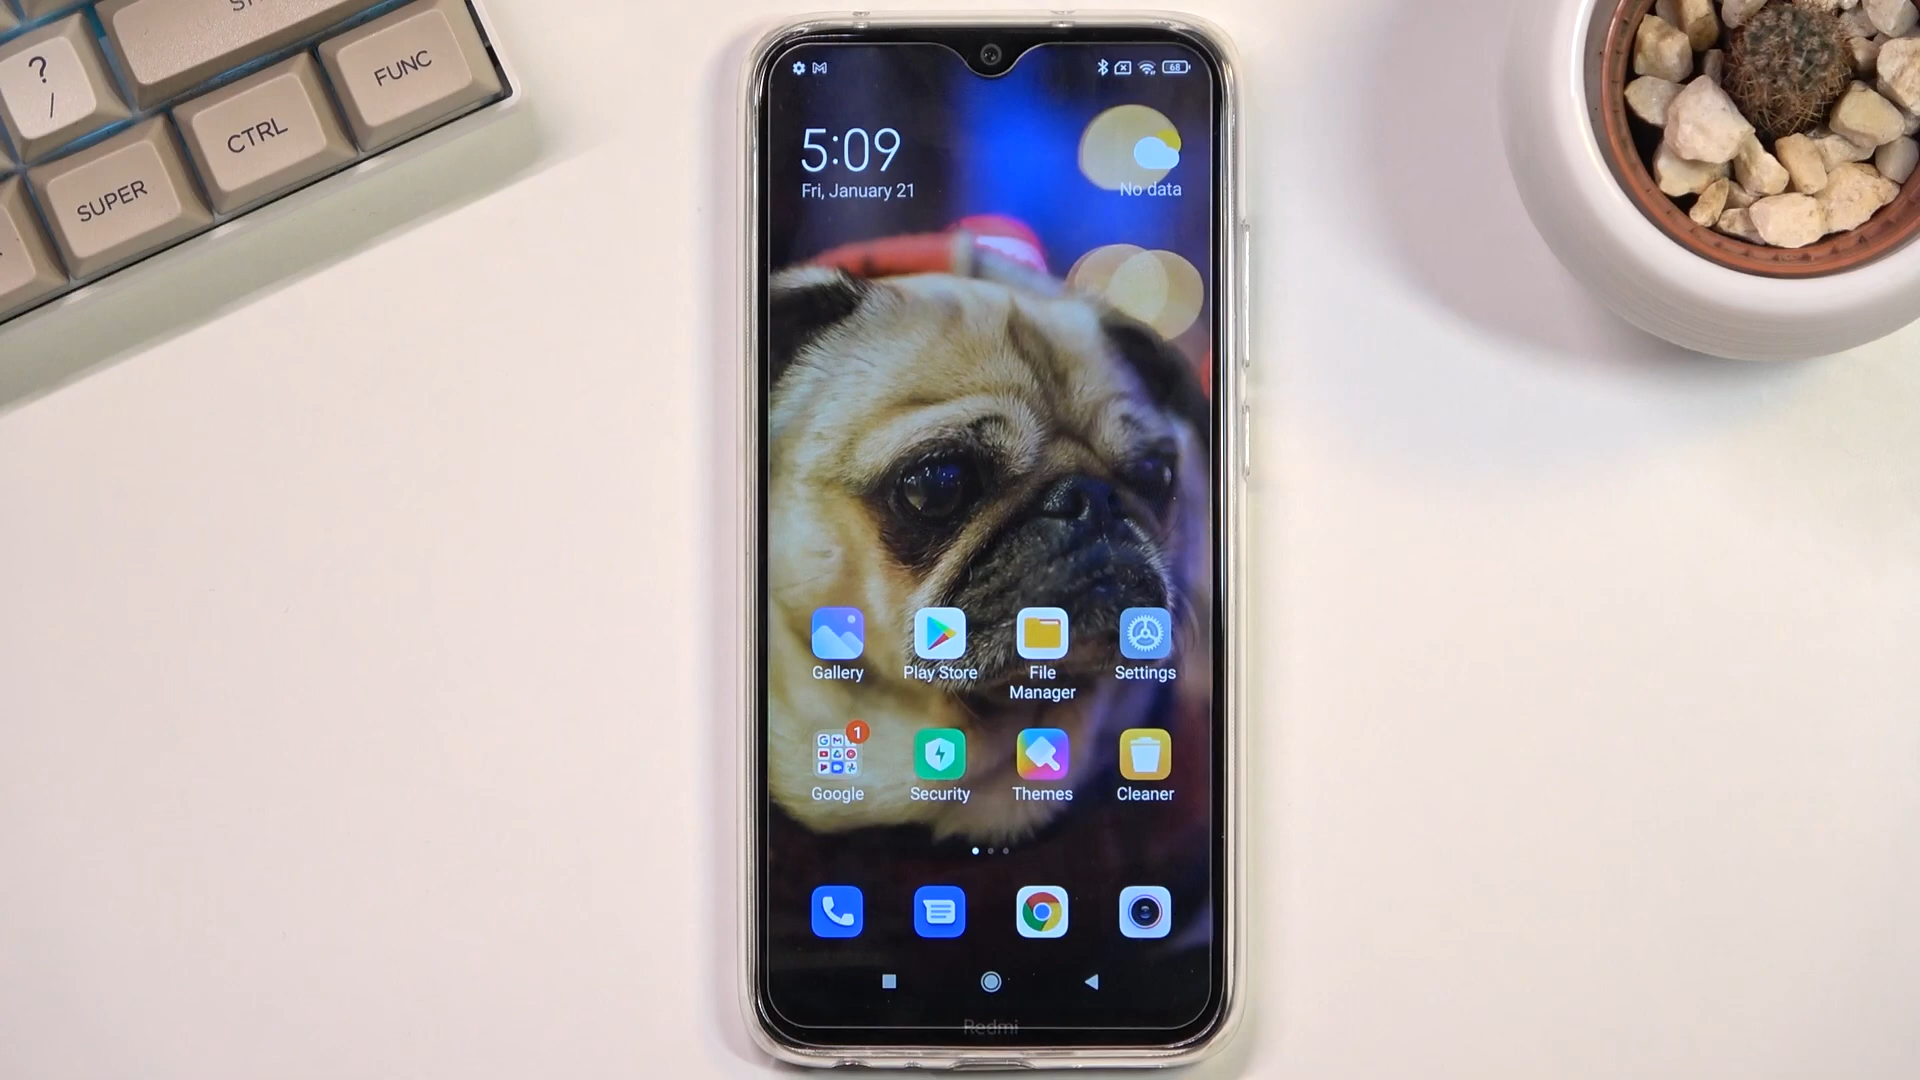 ?
/
FUNC
CTRL
SUPER
68
5:09
Fri, January 21
No data
Gallery
Play Store
File
Manager
Settings
1
Google
Security
Themes
Cleaner
Redmi